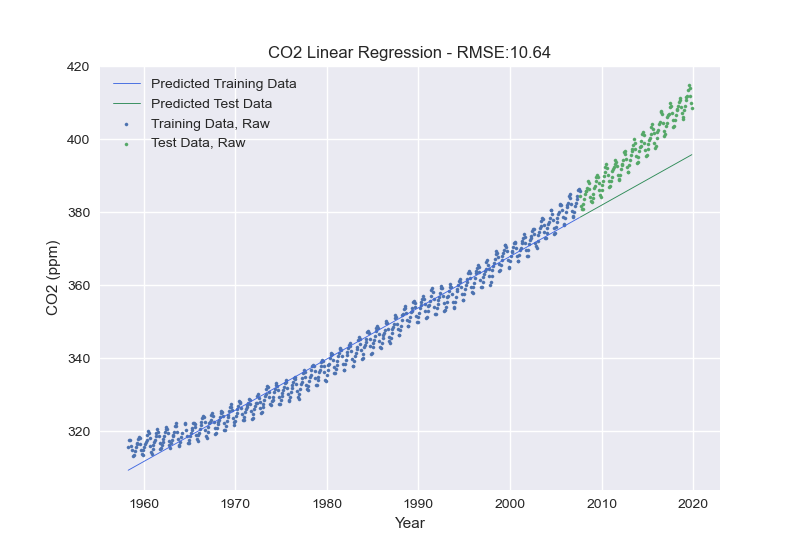 CO2 Linear Regression - RMSE:10.64
Predicted Training Data
Predicted Test Data
Training Data, Raw
Test Data, Raw
420
400
380
360
340
320
CO2 (ppm)
1960 1970 1980 1990 2000 2010 2020
Year